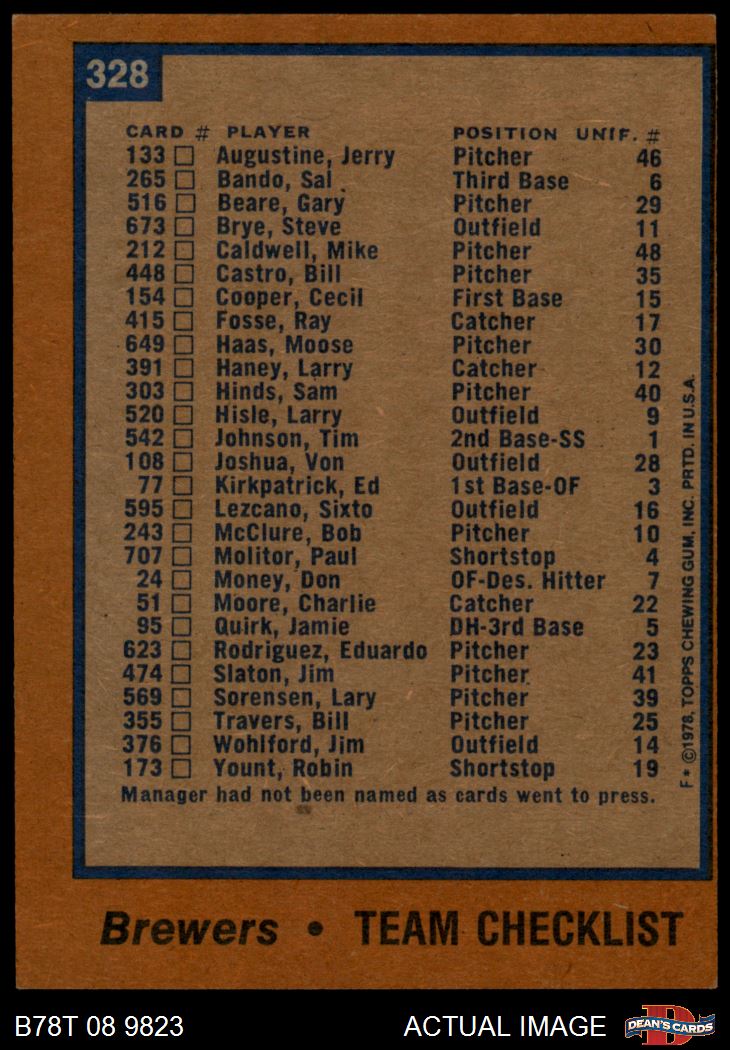 328
CARD # PLAYER POSITION UNIF. #
133 Augustine, Jerry Pitcher 46
265 Bando, Sal Third Base 6
516 Beare, Gary Pitcher 29
673 Brye, Steve Outfield 11
212 Caldwell, Mike Pitcher 48
448 Castro, Bill Pitcher 35
154 Cooper, Cecil First Base 15
415 Fosse, Ray Catcher 17
649 Haas, Moose Pitcher 30
391 Haney, Larry Catcher 12
303 Hinds, Sam Pitcher 40
520 Hisle, Larry Outfield 9
542 Johnson, Tim 2nd Base-SS 1
108 Joshua, Von Outfield 28
77 Kirkpatrick, Ed 1st Base-OF 3
595 Lezcano, Sixto Outfield 16
243 McClure, Bob Pitcher 10
707 Molitor, Paul Shortstop 4
24 Money, Don OF-Des. Hitter 7
51 Moore, Charlie Catcher 22
95 Quirk, Jamie DH-3rd Base 5
623 Rodriguez, Eduardo Pitcher 23
474 Slaton, Jim Pitcher 41
569 Sorensen, Lary Pitcher 39
355 Travers, Bill Pitcher 25
376 Wohlford, Jim Outfield 14
173 Yount, Robin Shortstop 19
Manager had not been named as cards went to press.
F* ©1978, TOPPS CHEWING GUM, INC. PRTD. IN U.S.A.
Brewers • TEAM CHECKLIST
B78T 08 9823 ACTUAL IMAGE
D
DEAN'S CARDS